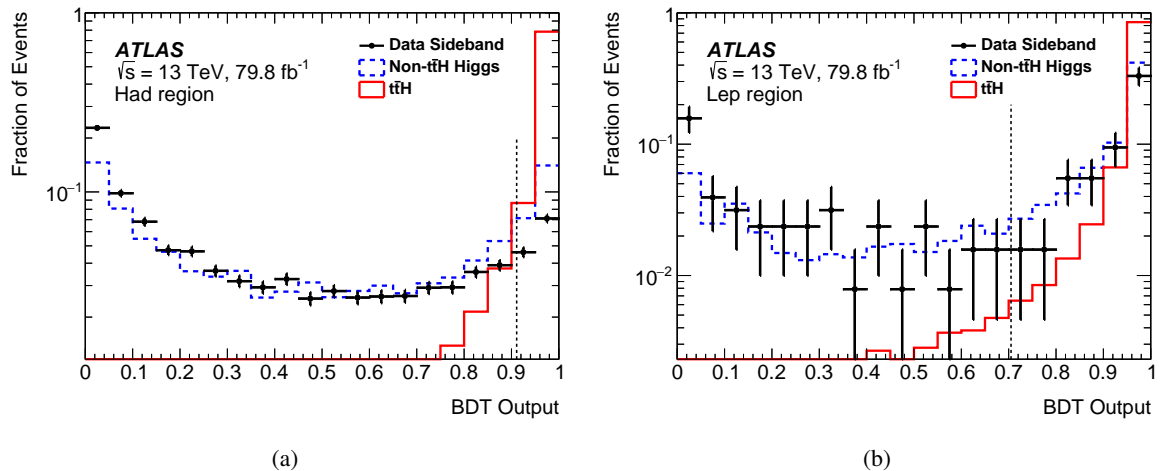 Fraction of Events
1
10⁻¹
ATLAS
√s = 13 TeV, 79.8 fb⁻¹
Had region
Data Sideband
Non-tt̄H Higgs
tt̄H
0 0.1 0.2 0.3 0.4 0.5 0.6 0.7 0.8 0.9 1
BDT Output
(a)
Fraction of Events
1
10⁻¹
10⁻²
ATLAS
√s = 13 TeV, 79.8 fb⁻¹
Lep region
Data Sideband
Non-tt̄H Higgs
tt̄H
0 0.1 0.2 0.3 0.4 0.5 0.6 0.7 0.8 0.9 1
BDT Output
(b)